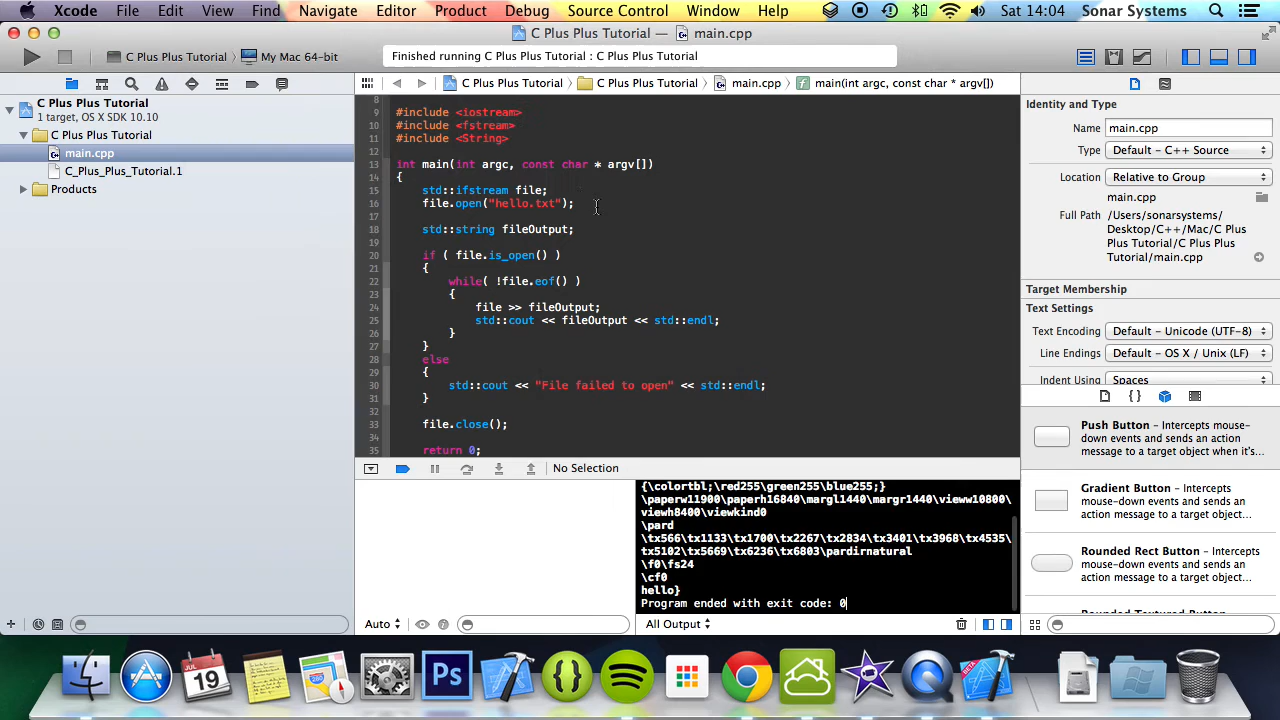 Xcode File Edit View Find Navigate Editor Product Debug Source Control Window Help Sat 14:04 Sonar Systems
C Plus Plus Tutorial — main.cpp
C Plus Plus Tutorial My Mac 64-bit
Finished running C Plus Plus Tutorial : C Plus Plus Tutorial
C Plus Plus Tutorial C Plus Plus Tutorial main.cpp main(int argc, const char * argv[])
C Plus Plus Tutorial
1 target, OS X SDK 10.10
C Plus Plus Tutorial
main.cpp
C_Plus_Plus_Tutorial.1
Products
8
9 #include <iostream>
10 #include <fstream>
11 #include <String>
12
13 int main(int argc, const char * argv[])
14 {
15 std::ifstream file;
16 file.open("hello.txt");
17
18 std::string fileOutput;
19
20 if ( file.is_open() )
21 {
22 while( !file.eof() )
23 {
24 file >> fileOutput;
25 std::cout << fileOutput << std::endl;
26 }
27 }
28 else
29 {
30 std::cout << "File failed to open" << std::endl;
31 }
32
33 file.close();
34
35 return 0;
No Selection
{\colortbl;\red255\green255\blue255;}
\paperw11900\paperh16840\margl1440\margr1440\vieww10800\
viewh8400\viewkind0
\pard
\tx566\tx1133\tx1700\tx2267\tx2834\tx3401\tx3968\tx4535\
tx5102\tx5669\tx6236\tx6803\pardirnatural
\f0\fs24
\cf0
hello}
Program ended with exit code: 0
Auto
All Output
Identity and Type
Name main.cpp
Type Default - C++ Source
Location Relative to Group
main.cpp
Full Path /Users/sonarsystems/
Desktop/C++/Mac/C Plus
Plus Tutorial/C Plus Plus
Tutorial/main.cpp
Target Membership
Text Settings
Text Encoding Default - Unicode (UTF-8)
Line Endings Default - OS X / Unix (LF)
Indent Using Spaces
Push Button - Intercepts mouse-
down events and sends an action
message to a target object when it's...
Gradient Button - Intercepts
mouse-down events and sends an
action message to a target object...
Rounded Rect Button - Intercepts
mouse-down events and sends an
action message to a target object...
Rounded Textured Button
JUL
19
280
Ps
BETA